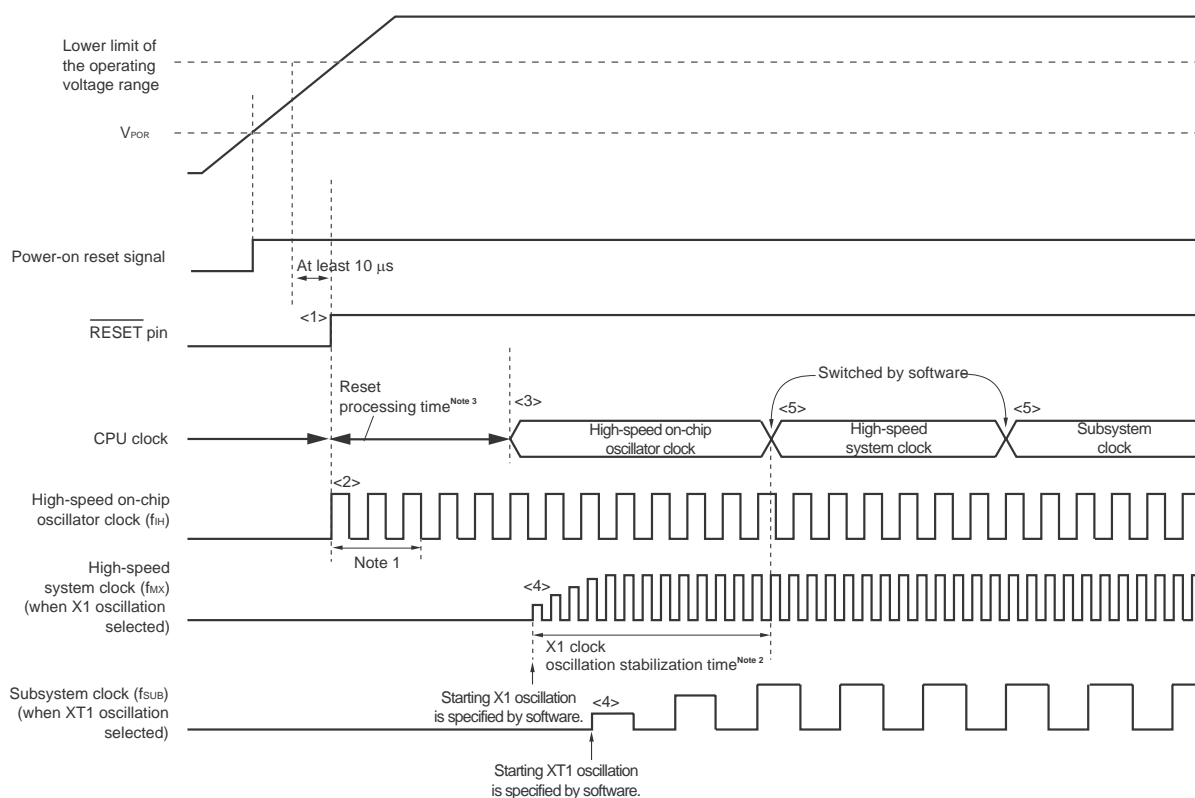 Lower limit of
the operating
voltage range
VPOR
Power-on reset signal
At least 10 μs
<1>
RESET pin
Reset
processing timeNote 3
<3>
Switched by software
<5>
<5>
CPU clock
High-speed on-chip
oscillator clock
High-speed
system clock
Subsystem
clock
<2>
High-speed on-chip
oscillator clock (fIH)
Note 1
High-speed
system clock (fMX)
(when X1 oscillation
selected)
<4>
X1 clock
oscillation stabilization timeNote 2
Starting X1 oscillation
is specified by software.
Subsystem clock (fSUB)
(when XT1 oscillation
selected)
<4>
Starting XT1 oscillation
is specified by software.